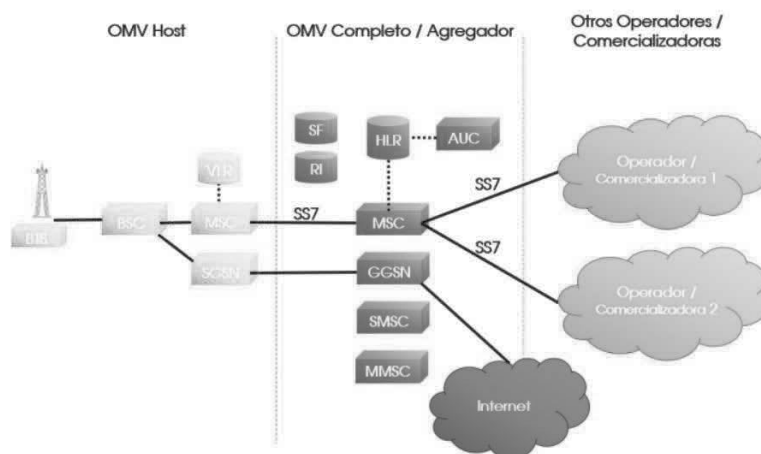 OMV Host
OMV Completo / Agregador
Otros Operadores /
Comercializadoras
SF
HLR
AUC
RI
VLR
SS7
Operador /
Comercializadora 1
BTS
BSC
MSC
SS7
MSC
SS7
SGSN
GGSN
Operador /
Comercializadora 2
SMSC
MMSC
Internet